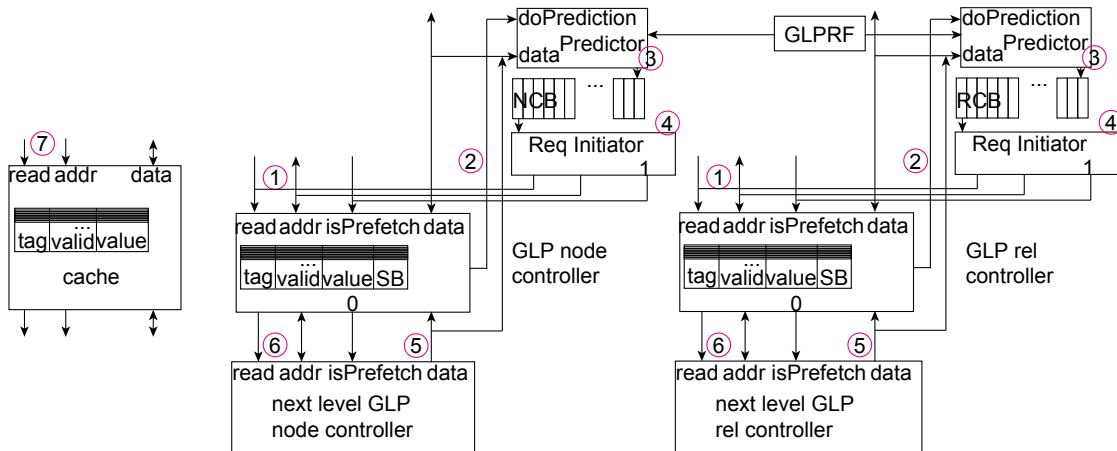 doPrediction
Predictor
data
3
GLPRF
doPrediction
Predictor
data
3
NCB
...
RCB
...
4
Req Initiator
1
4
Req Initiator
1
7
read addr data
...
tag valid value
cache
1
2
read addr isPrefetch data
...
tag valid value SB
0
GLP node
controller
1
2
read addr isPrefetch data
...
tag valid value SB
0
GLP rel
controller
6
5
read addr isPrefetch data
next level GLP
node controller
6
5
read addr isPrefetch data
next level GLP
rel controller